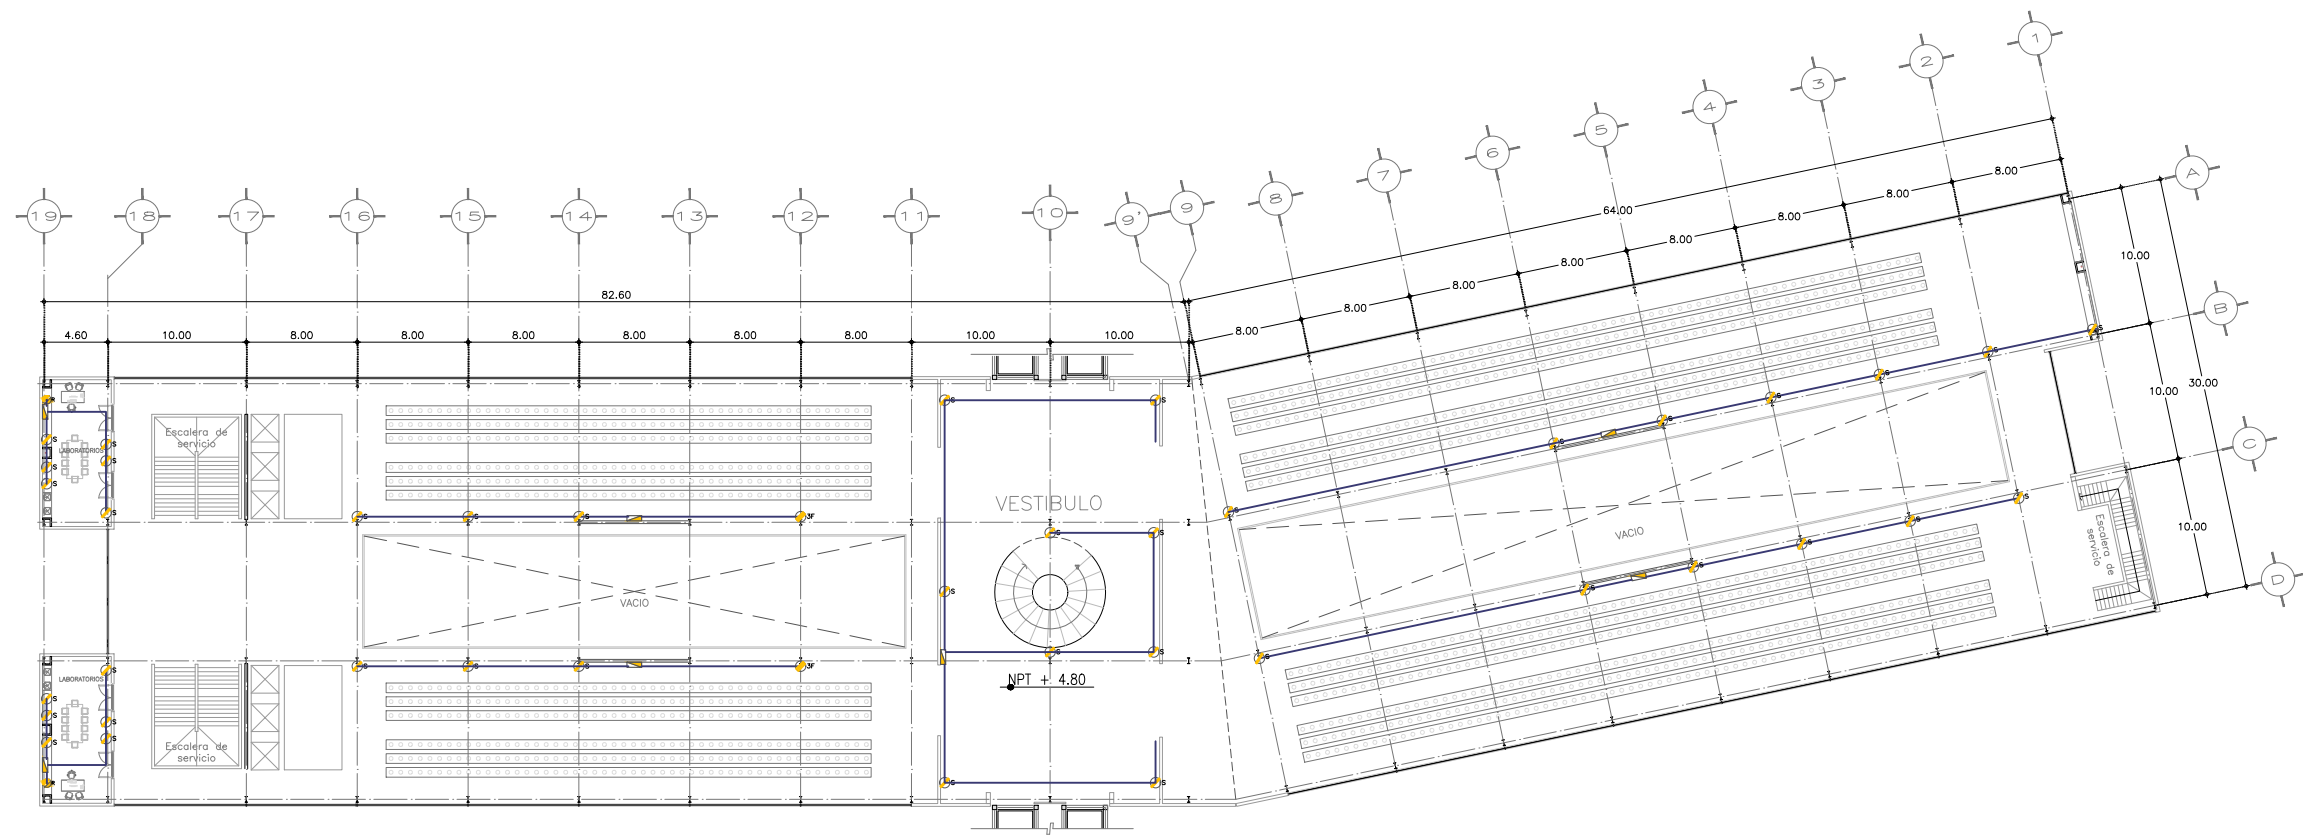 1
2
3
4
5
6
7
8
9
9'
10
11
12
13
14
15
16
17
18
19
A
B
C
D
64.00
8.00
8.00
8.00
8.00
8.00
8.00
8.00
8.00
82.60
4.60
10.00
8.00
8.00
8.00
8.00
8.00
8.00
10.00
10.00
10.00
10.00
30.00
10.00
Escalera de
servicio
LABORATORIOS
VESTIBULO
S
S
S
3F
VACIO
VACIO
Escalera de
servicio
S
S
S
3F
LABORATORIOS
NPT + 4.80
Escalera de
servicio